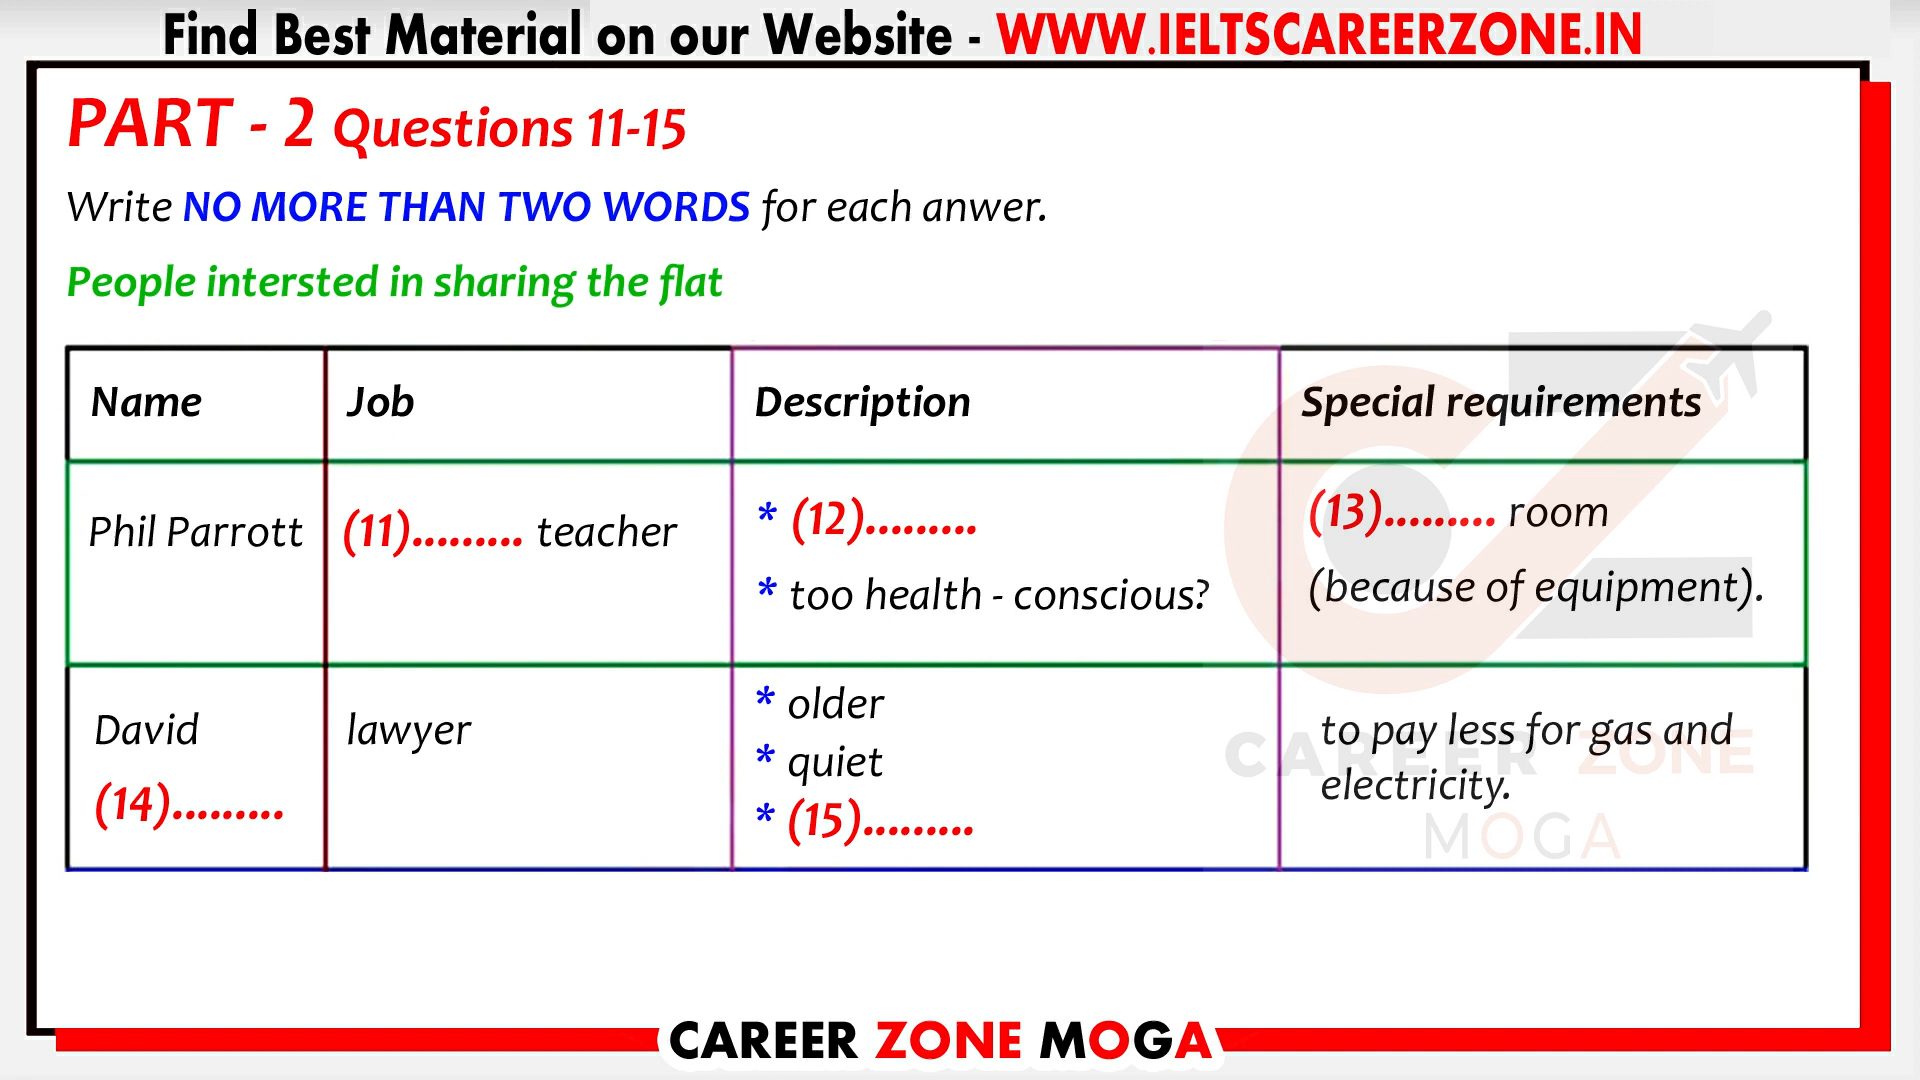 Find Best Material on our Website - WWW.IELTSCAREERZONE.IN
PART - 2 Questions 11-15
Write NO MORE THAN TWO WORDS for each anwer.
People intersted in sharing the flat
Name Job Description Special requirements
Phil Parrott (11)......... teacher * (12)......... (13)......... room
* too health - conscious? (because of equipment).
David lawyer * older to pay less for gas and
* quiet electricity.
(14)......... * (15).........
CAREER ZONE
MOGA
CAREER ZONE MOGA